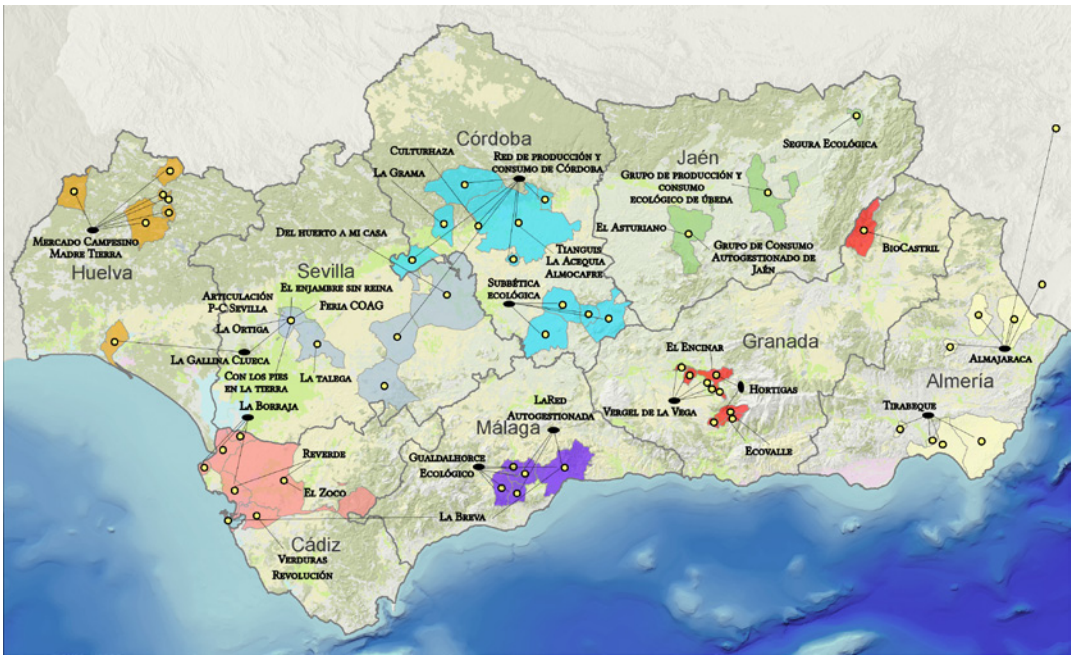 Córdoba
Culturhaza
La Grama
Red de producción y
consumo de Córdoba
Jaén
Segura Ecológica
Grupo de producción y
consumo
ecológico de úbeda
El Asturiano
Grupo de Consumo
Autogestionado de
Jaén
BioCastril
Mercado Campesino
Madre Tierra
Huelva
Del huerto a mi casa
Sevilla
El enjambre sin reina
Articulación
P-C Sevilla
Feria COAG
La Ortiga
La Gallina Clueca
Con los pies
en la tierra
La talega
La Borraja
Tianguis
La Acequia
Almocafre
Subbética
ecológica
El Encinar
Granada
Hortigas
Vergel de la Vega
Ecovalle
Almajaraca
Almería
Tirabeque
LaRed
Autogestionada
Málaga
Gualdalhorce
Ecológico
Reverde
El Zoco
La Breva
Cádiz
Verduras
Revolución